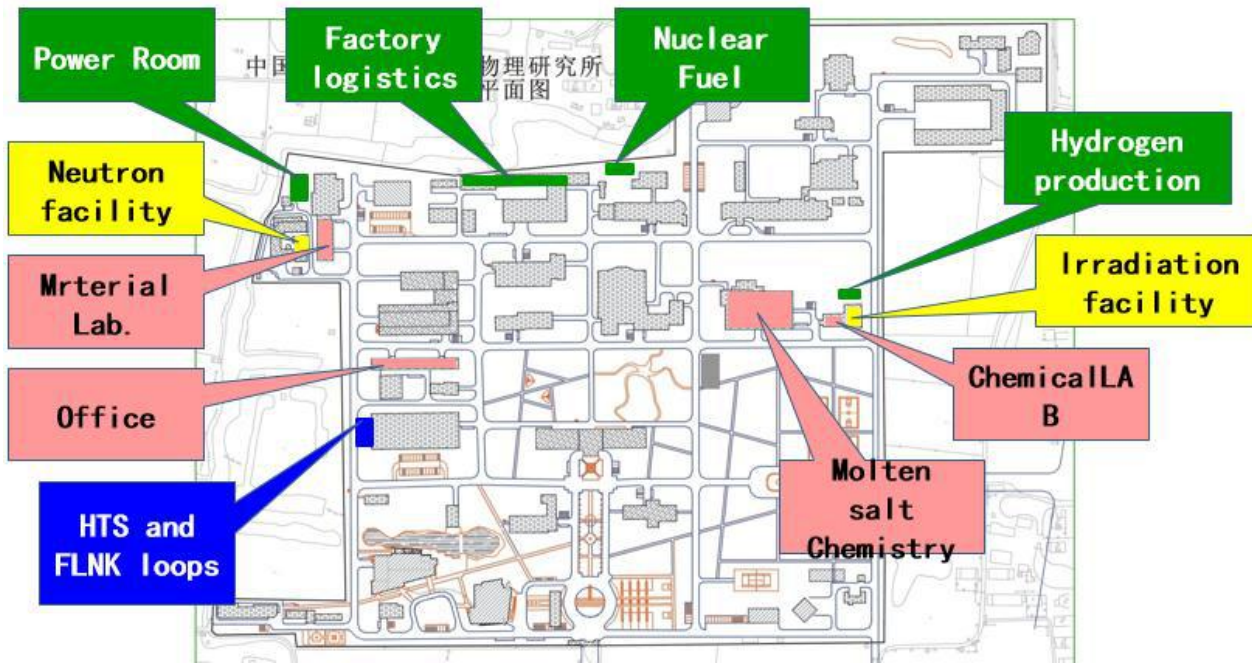 Power Room
Factory
logistics
Nuclear
Fuel
中国
物理研究所
平面图
Hydrogen
production
Neutron
facility
Irradiation
facility
Mrterial
Lab.
ChemicalLA
B
Office
Molten
salt
Chemistry
HTS and
FLNK loops